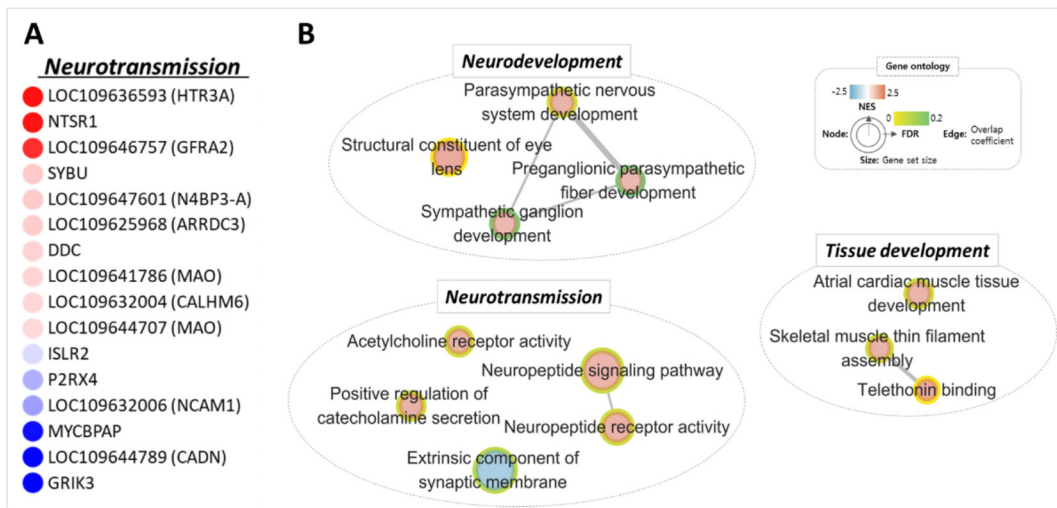 A
Neurotransmission
LOC109636593 (HTR3A)
NTSR1
LOC109646757 (GFRA2)
SYBU
LOC109647601 (N4BP3-A)
LOC109625968 (ARRDC3)
DDC
LOC109641786 (MAO)
LOC109632004 (CALHM6)
LOC109644707 (MAO)
ISLR2
P2RX4
LOC109632006 (NCAM1)
MYCBPAP
LOC109644789 (CADN)
GRIK3
B
Neurodevelopment
Parasympathetic nervous
system development
Structural constituent of eye
lens
Preganglionic parasympathetic
fiber development
Sympathetic ganglion
development
Neurotransmission
Acetylcholine receptor activity
Neuropeptide signaling pathway
Positive regulation of
catecholamine secretion
Neuropeptide receptor activity
Extrinsic component of
synaptic membrane
Gene ontology
-2.5 2.5
NES
0 0.2
Node: FDR Edge: Overlap
coefficient
Size: Gene set size
Tissue development
Atrial cardiac muscle tissue
development
Skeletal muscle thin filament
assembly
Telethonin binding